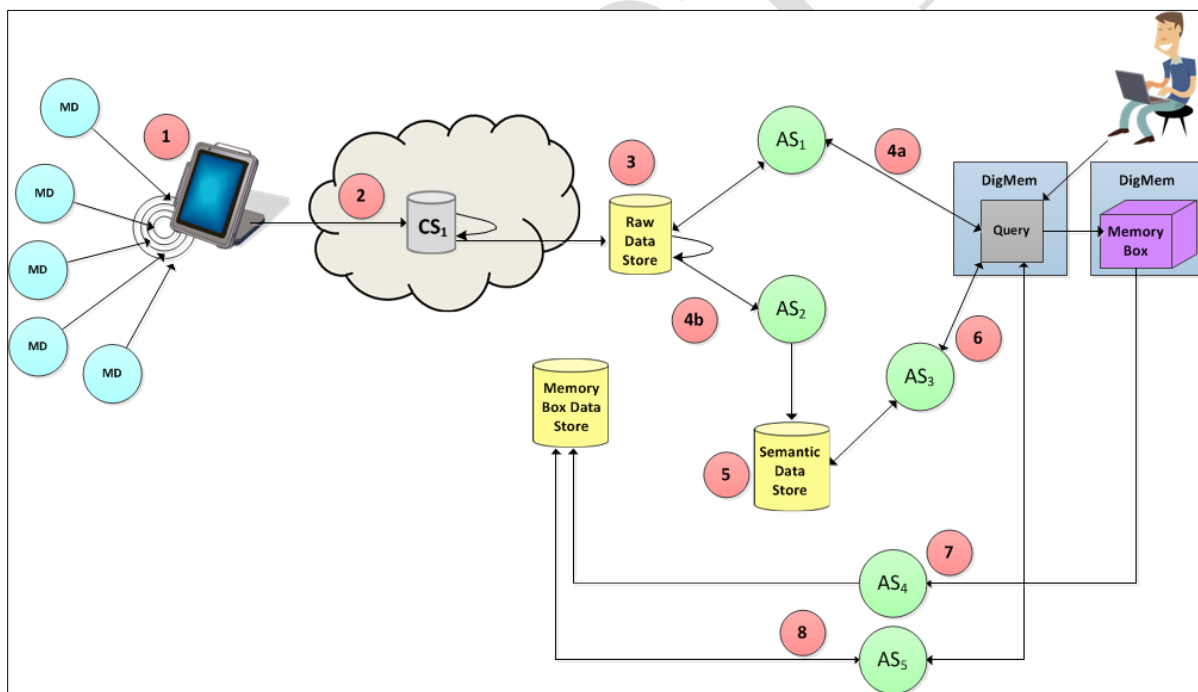 MD
1
MD
MD
MD
MD
2
CS1
3
Raw
Data
Store
AS1
4a
DigMem
Query
DigMem
Memory
Box
4b
AS2
6
AS3
Memory
Box Data
Store
5
Semantic
Data
Store
7
AS4
8
AS5